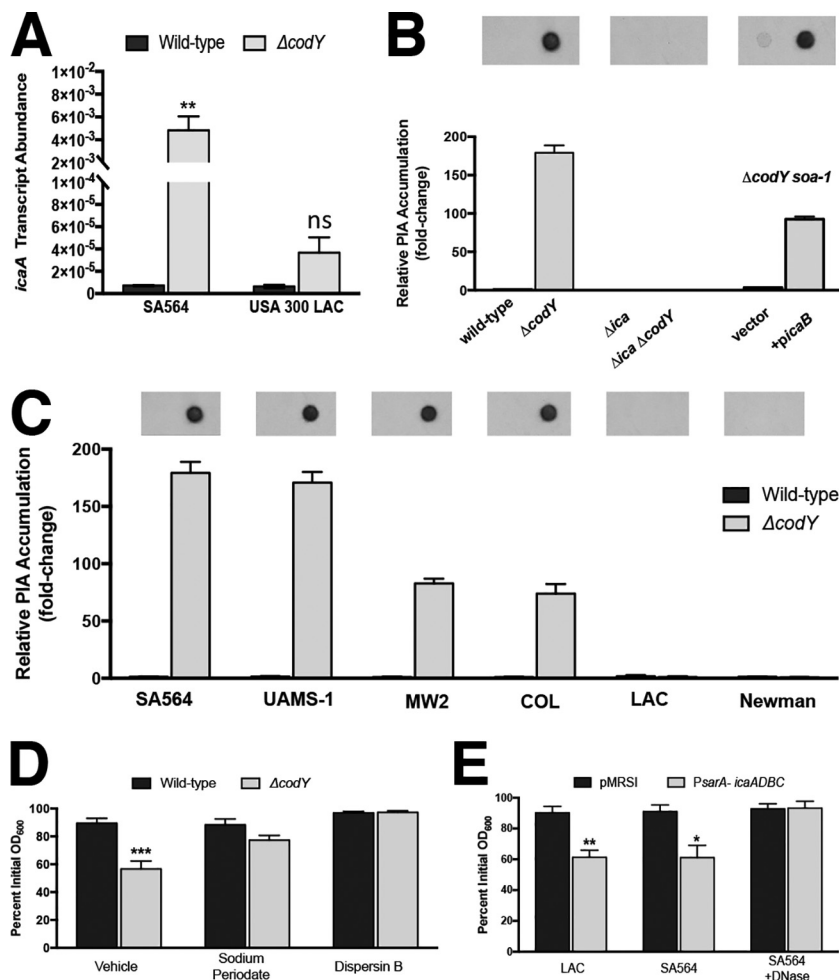 A
Wild-type ΔcodY
icaA Transcript Abundance
1×10-2
8×10-3
6×10-3
4×10-3
2×10-3
1×10-4
8×10-5
6×10-5
4×10-5
2×10-5
0
**
ns
SA564 USA 300 LAC
B
Relative PIA Accumulation
(fold-change)
200
150
100
50
0
ΔcodY soa-1
wild-type
ΔcodY
Δica
Δica ΔcodY
vector
+picaB
C
Relative PIA Accumulation
(fold-change)
200
150
100
50
0
Wild-type
ΔcodY
SA564 UAMS-1 MW2 COL LAC Newman
D
Wild-type ΔcodY
Percent Initial OD600
100
80
60
40
20
0
***
Vehicle Sodium Periodate Dispersin B
E
pMRSI PsarA- icaADBC
Percent Initial OD600
100
80
60
40
20
0
**
*
LAC SA564 SA564
+DNase